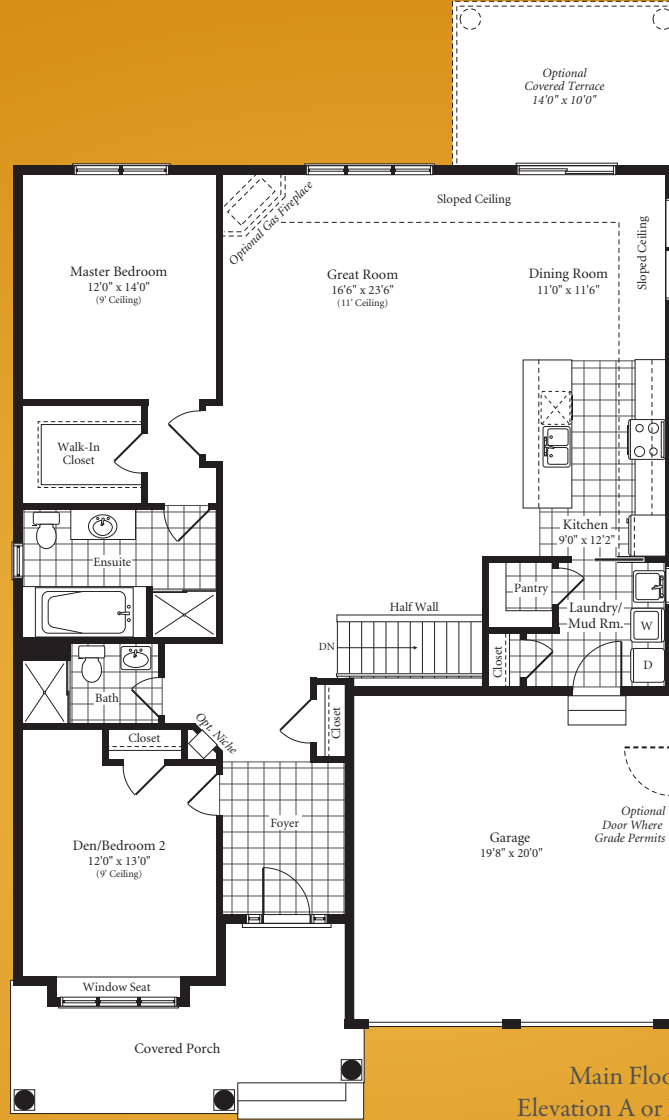 Optional
Covered Terrace
14'0" x 10'0"
Sloped Ceiling
Sloped Ceiling
Optional Gas Fireplace
Master Bedroom
12'0" x 14'0"
(9' Ceiling)
Great Room
16'6" x 23'6"
(11' Ceiling)
Dining Room
11'0" x 11'6"
Walk-In
Closet
Ensuite
Kitchen
9'0" x 12'2"
Pantry
Laundry/
Mud Rm.
W
D
Half Wall
DN
Closet
Bath
Closet
Opt. Niche
Closet
Foyer
Den/Bedroom 2
12'0" x 13'0"
(9' Ceiling)
Garage
19'8" x 20'0"
Optional
Door Where
Grade Permits
Window Seat
Covered Porch
Main Floo
Elevation A or